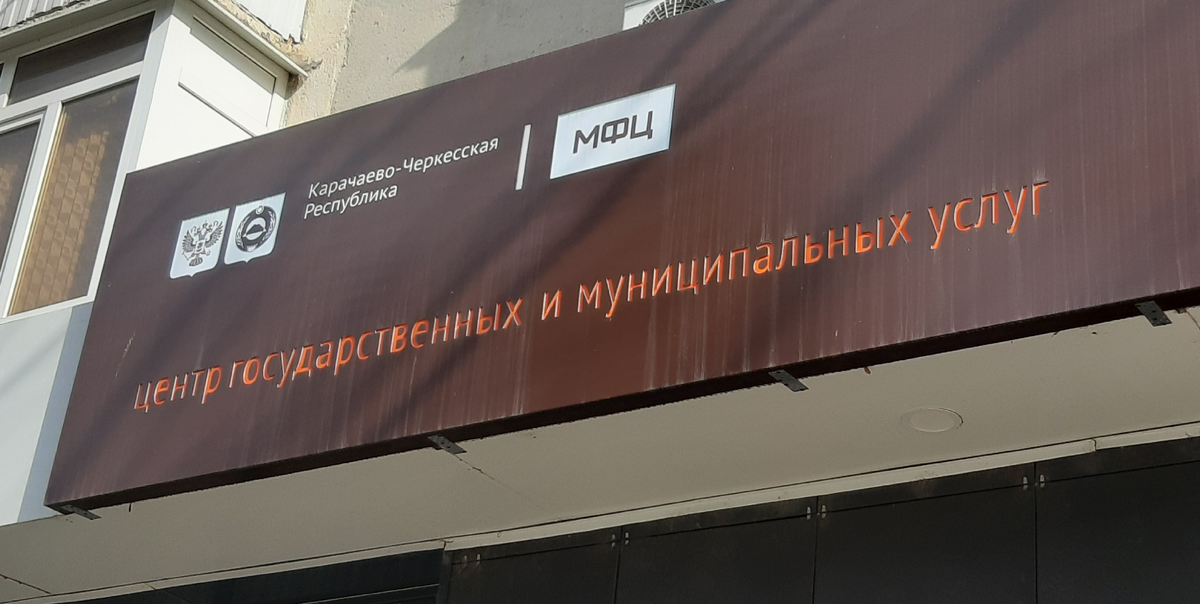 Карачаево-Черкесская
Республика
МФЦ
центр государственных и муниципальных услуг